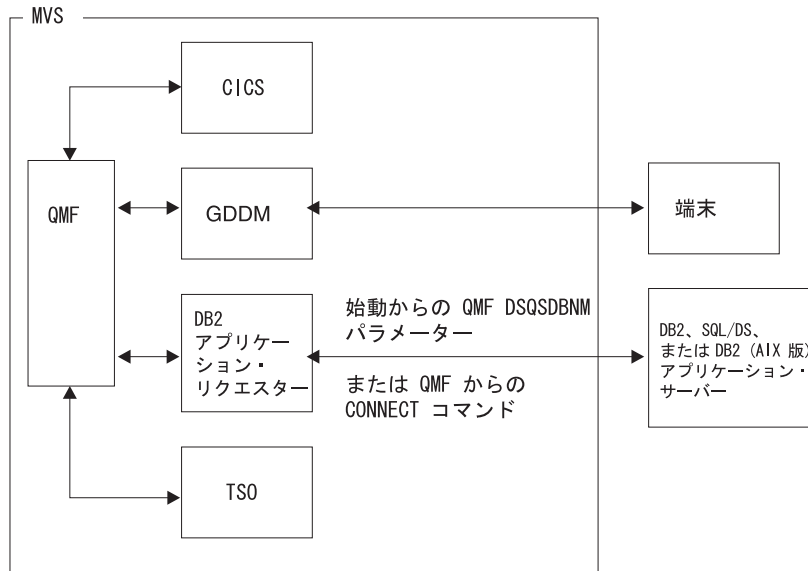 MVS
CICS
QMF
GDDM
端末
DB2
アプリケー
ション・
リクエスター
始動からの QMF DSQSDBNM
パラメーター
または QMF からの
CONNECT コマンド
DB2、SQL/DS、
または DB2 (AIX 版)
アプリケーション・
サーバー
TSO